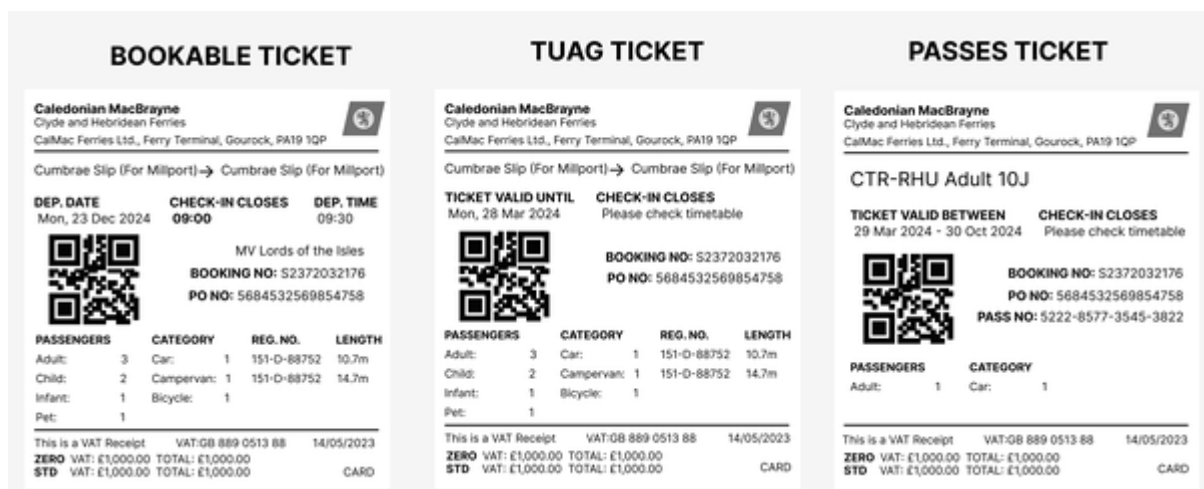 BOOKABLE TICKET
Caledonian MacBrayne
Clyde and Hebridean Ferries
CalMac Ferries Ltd., Ferry Terminal, Gourock, PA19 1QP
Cumbrae Slip (For Millport)→ Cumbrae Slip (For Millport)
DEP. DATE CHECK-IN CLOSES DEP. TIME
Mon, 23 Dec 2024 09:00 09:30
MV Lords of the Isles
BOOKING NO: S2372032176
PO NO: 5684532569854758
PASSENGERS CATEGORY REG. NO. LENGTH
Adult: 3 Car: 1 151-D-88752 10.7m
Child: 2 Campervan: 1 151-D-88752 14.7m
Infant: 1 Bicycle: 1
Pet: 1
This is a VAT Receipt VAT:GB 889 0513 88 14/05/2023
ZERO VAT: £1,000.00 TOTAL: £1,000.00
STD VAT: £1,000.00 TOTAL: £1,000.00 CARD
TUAG TICKET
Caledonian MacBrayne
Clyde and Hebridean Ferries
CalMac Ferries Ltd., Ferry Terminal, Gourock, PA19 1QP
Cumbrae Slip (For Millport)→ Cumbrae Slip (For Millport)
TICKET VALID UNTIL CHECK-IN CLOSES
Mon, 28 Mar 2024 Please check timetable
BOOKING NO: S2372032176
PO NO: 5684532569854758
PASSENGERS CATEGORY REG. NO. LENGTH
Adult: 3 Car: 1 151-D-88752 10.7m
Child: 2 Campervan: 1 151-D-88752 14.7m
Infant: 1 Bicycle: 1
Pet: 1
This is a VAT Receipt VAT:GB 889 0513 88 14/05/2023
ZERO VAT: £1,000.00 TOTAL: £1,000.00
STD VAT: £1,000.00 TOTAL: £1,000.00 CARD
PASSES TICKET
Caledonian MacBrayne
Clyde and Hebridean Ferries
CalMac Ferries Ltd., Ferry Terminal, Gourock, PA19 1QP
CTR-RHU Adult 10J
TICKET VALID BETWEEN CHECK-IN CLOSES
29 Mar 2024 - 30 Oct 2024 Please check timetable
BOOKING NO: S2372032176
PO NO: 5684532569854758
PASS NO: 5222-8577-3545-3822
PASSENGERS CATEGORY
Adult: 1 Car: 1
This is a VAT Receipt VAT:GB 889 0513 88 14/05/2023
ZERO VAT: £1,000.00 TOTAL: £1,000.00
STD VAT: £1,000.00 TOTAL: £1,000.00 CARD